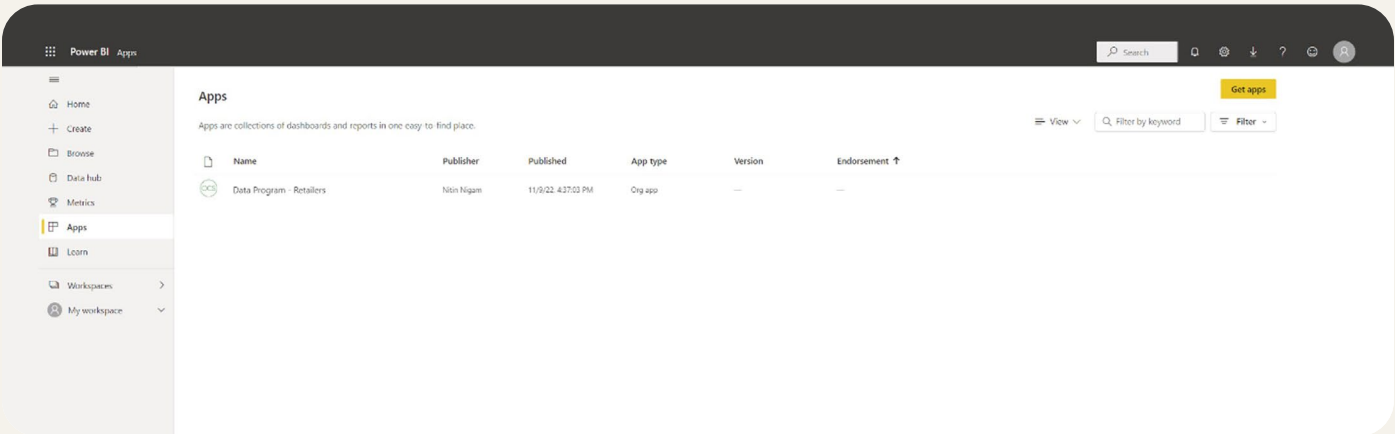 Power BI Apps
Search
Home
Create
Browse
Data hub
Metrics
Apps
Learn
Workspaces
My workspace
Apps
Get apps
Apps are collections of dashboards and reports in one easy-to-find place.
View
Filter by keyword
Filter
Name Publisher Published App type Version Endorsement
Data Program - Retailers Nitin Nigam 11/9/22, 4:37:03 PM Org app — —